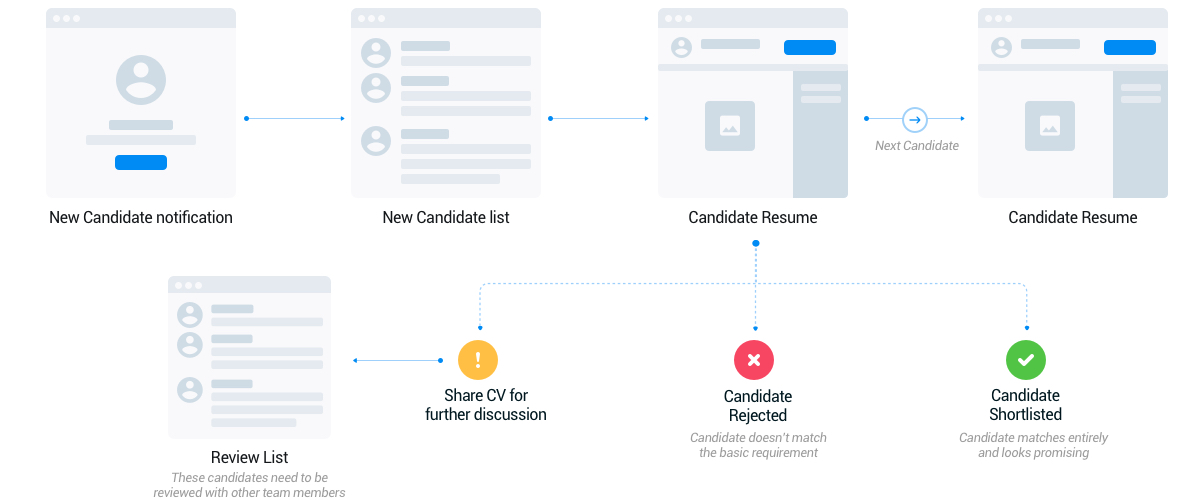 Next Candidate
New Candidate notification
New Candidate list
Candidate Resume
Candidate Resume
Share CV for
further discussion
Candidate
Rejected
Candidate doesn't match
the basic requirement
Candidate
Shortlisted
Candidate matches entirely
and looks promising
Review List
These candidates need to be
reviewed with other team members